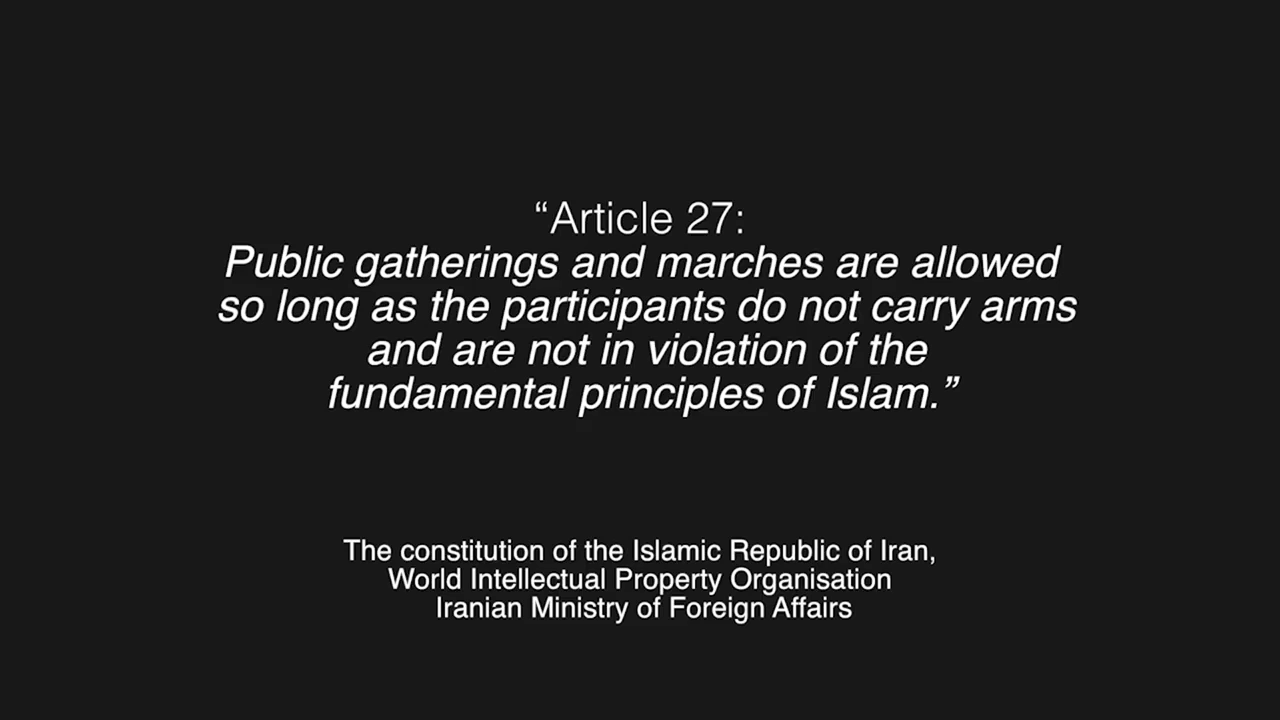 “Article 27:
Public gatherings and marches are allowed
so long as the participants do not carry arms
and are not in violation of the
fundamental principles of Islam.”
The constitution of the Islamic Republic of Iran,
World Intellectual Property Organisation
Iranian Ministry of Foreign Affairs